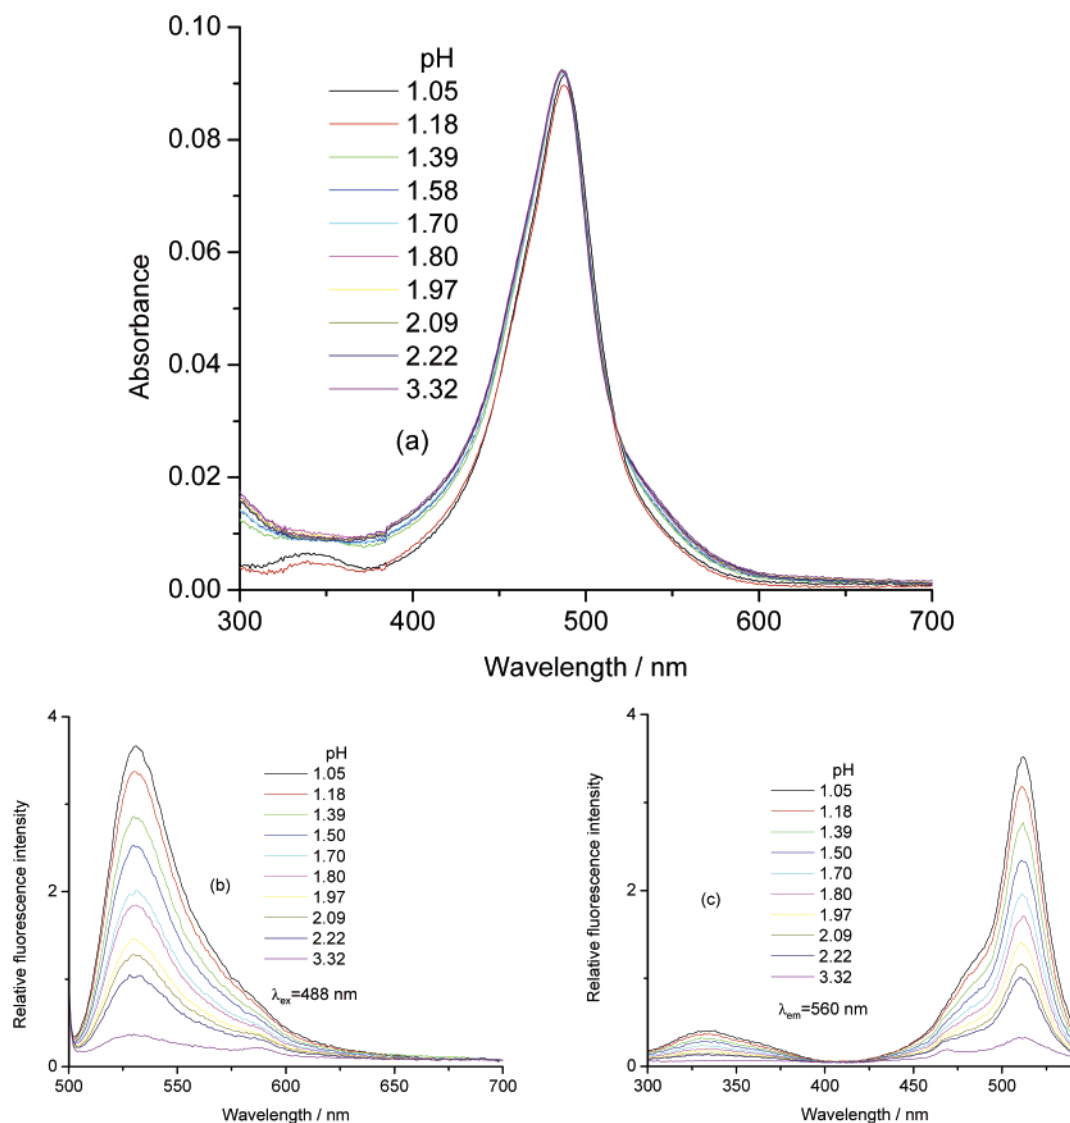 0.10
0.08
0.06
0.04
0.02
0.00
Absorbance
pH
1.05
1.18
1.39
1.58
1.70
1.80
1.97
2.09
2.22
3.32
(a)
300 400 500 600 700
Wavelength / nm
4
2
0
Relative fluorescence intensity
pH
1.05
1.18
1.39
1.50
1.70
1.80
1.97
2.09
2.22
3.32
(b)
λex=488 nm
500 550 600 650 700
Wavelength / nm
4
2
0
Relative fluorescence intensity
pH
1.05
1.18
1.39
1.50
1.70
1.80
1.97
2.09
2.22
3.32
(c)
λem=560 nm
300 350 400 450 500
Wavelength / nm